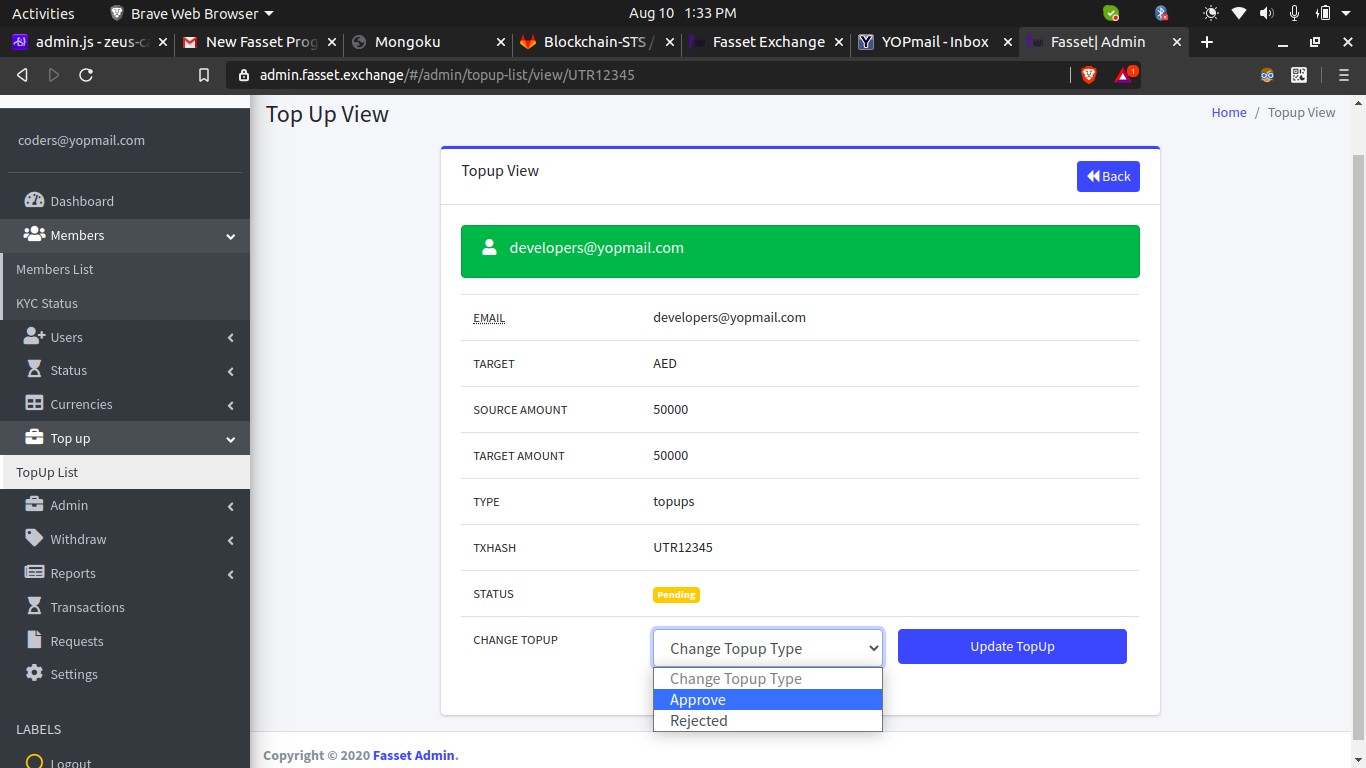 Activities Brave Web Browser Aug 10 1:33 PM
admin.js - zeus-c New Fasset Prog Mongoku Blockchain-STS / Fasset Exchange YOPmail - Inbox Fasset| Admin
admin.fasset.exchange/#/admin/topup-list/view/UTR12345 1
coders@yopmail.com
Dashboard
Members
Members List
KYC Status
Users
Status
Currencies
Top up
TopUp List
Admin
Withdraw
Reports
Transactions
Requests
Settings
LABELS
Logout
Top Up View Home / Topup View
Topup View Back
developers@yopmail.com
EMAIL developers@yopmail.com
TARGET AED
SOURCE AMOUNT 50000
TARGET AMOUNT 50000
TYPE topups
TXHASH UTR12345
STATUS Pending
CHANGE TOPUP Change Topup Type Update TopUp
Change Topup Type
Approve
Rejected
Copyright © 2020 Fasset Admin.